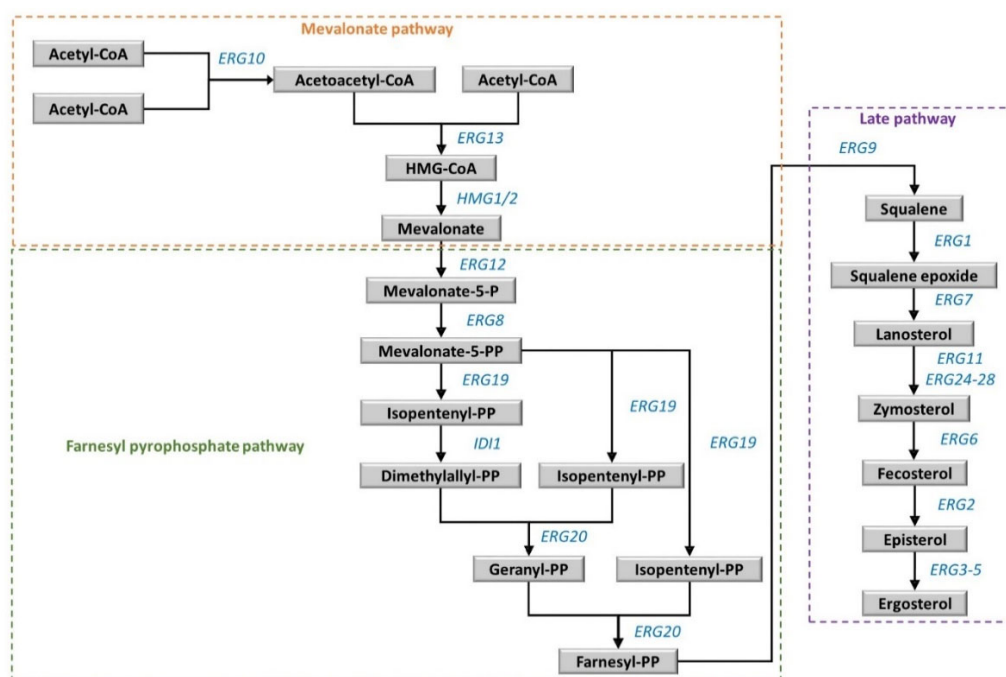 Mevalonate pathway
Acetyl-CoA
ERG10
Acetyl-CoA
Acetoacetyl-CoA
Acetyl-CoA
ERG13
HMG-CoA
HMG1/2
Mevalonate
Farnesyl pyrophosphate pathway
ERG12
Mevalonate-5-P
ERG8
Mevalonate-5-PP
ERG19
ERG19
ERG19
Isopentenyl-PP
IDI1
Dimethylallyl-PP
Isopentenyl-PP
ERG20
Geranyl-PP
Isopentenyl-PP
ERG20
Farnesyl-PP
Late pathway
ERG9
Squalene
ERG1
Squalene epoxide
ERG7
Lanosterol
ERG11
ERG24-28
Zymosterol
ERG6
Fecosterol
ERG2
Episterol
ERG3-5
Ergosterol